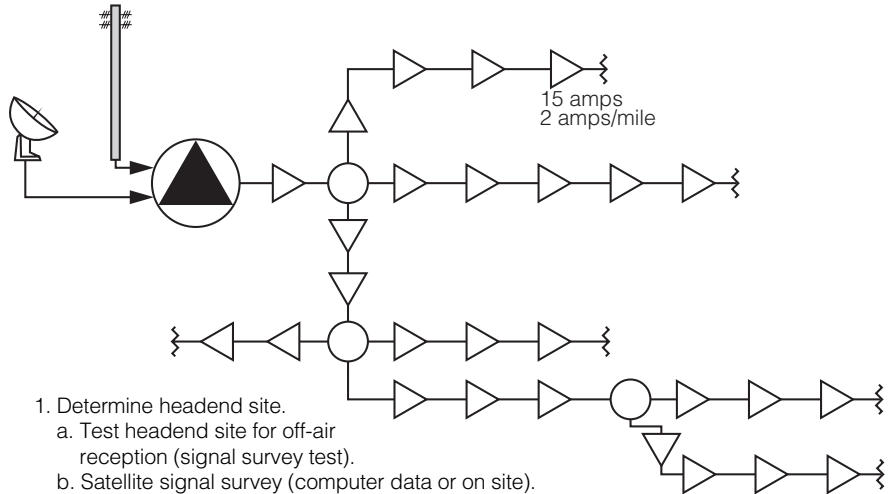 15 amps
2 amps/mile
1. Determine headend site.
a. Test headend site for off-air
reception (signal survey test).
b. Satellite signal survey (computer data or on site).